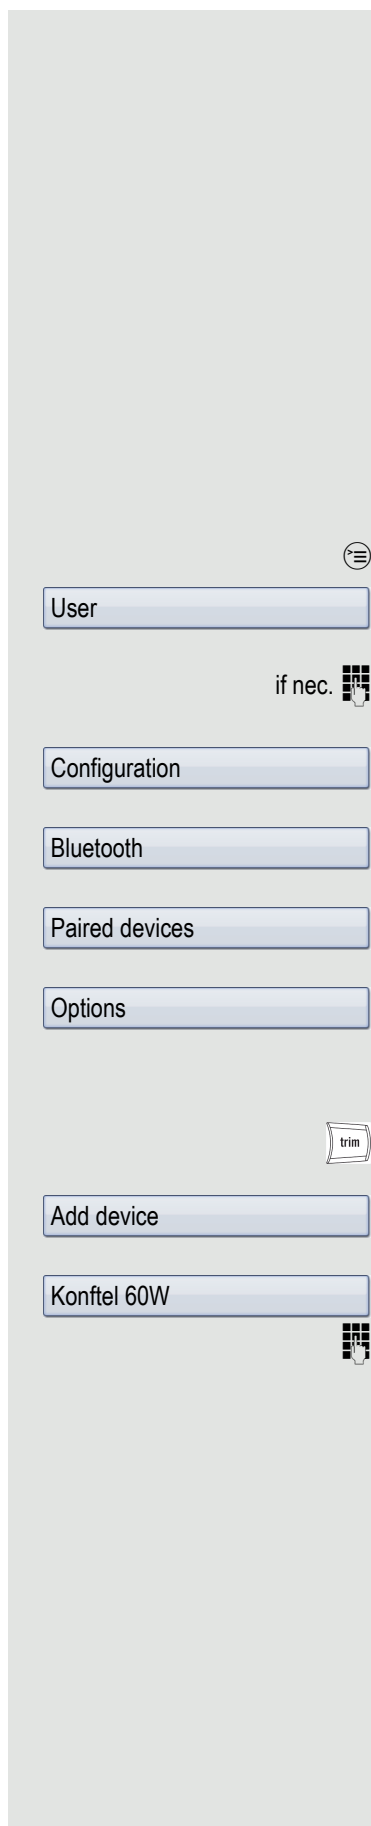 User
if nec.
Configuration
Bluetooth
Paired devices
Options
trim
Add device
Konftel 60W